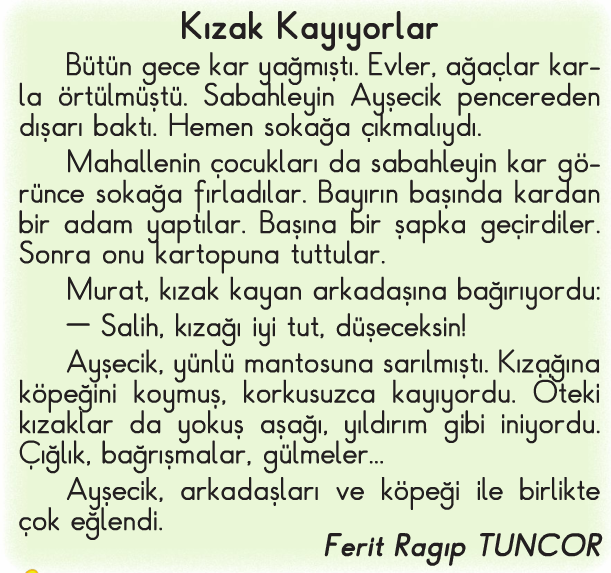 Kızak Kayıyorlar
Bütün gece kar yağmıştı. Evler, ağaçlar kar-
la örtülmüştü. Sabahleyin Ayşecik pencereden
dışarı baktı. Hemen sokağa çıkmalıydı.
Mahallenin çocukları da sabahleyin kar gö-
rünce sokağa fırladılar. Bayırın başında kardan
bir adam yaptılar. Başına bir şapka geçirdiler.
Sonra onu kartopuna tuttular.
Murat, kızak kayan arkadaşına bağırıyordu:
— Salih, kızağı iyi tut, düşeceksin!
Ayşecik, yünlü mantosuna sarılmıştı. Kızağına
köpeğini koymuş, korkusuzca kayıyordu. Öteki
kızaklar da yokuş aşağı, yıldırım gibi iniyordu.
Çığlık, bağrışmalar, gülmeler...
Ayşecik, arkadaşları ve köpeği ile birlikte
çok eğlendi.
Ferit Ragıp TUNCOR